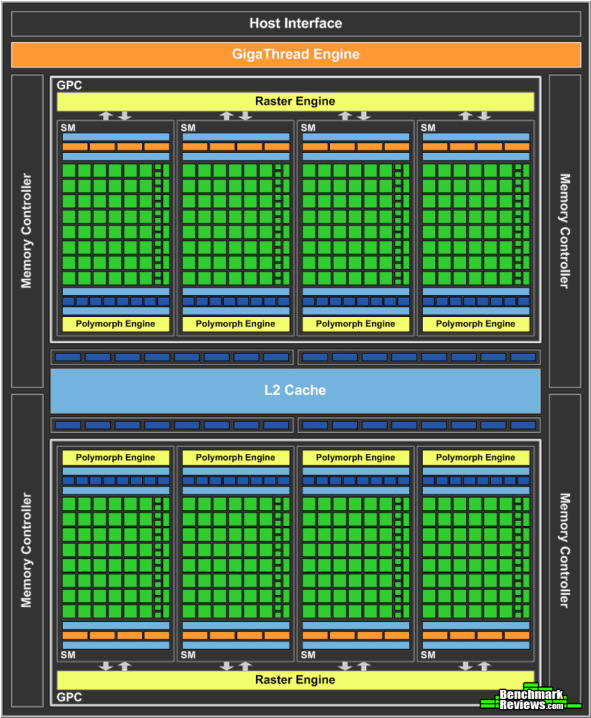 Host Interface
GigaThread Engine
GPC
Raster Engine
Memory Controller
Memory Controller
SM
SM
SM
SM
Polymorph Engine
Polymorph Engine
Polymorph Engine
Polymorph Engine
L2 Cache
Memory Controller
Memory Controller
Polymorph Engine
Polymorph Engine
Polymorph Engine
Polymorph Engine
SM
SM
SM
SM
Raster Engine
GPC
Benchmark
Reviews.com